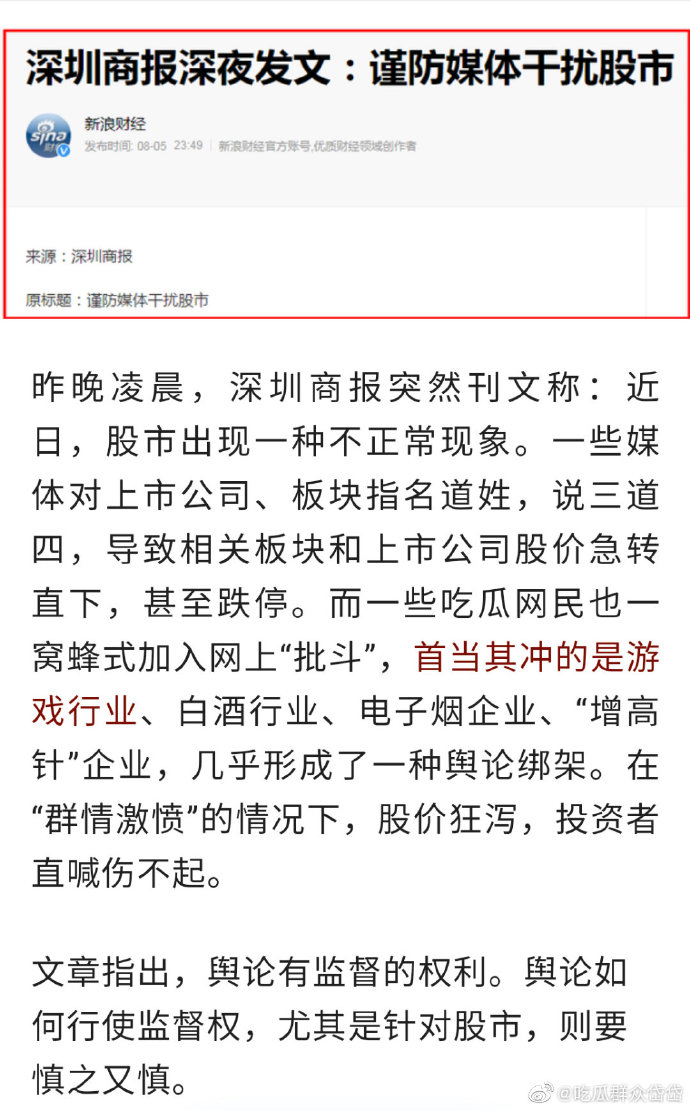 深圳商报深夜发文：谨防媒体干扰股市
sina
财经
新浪财经
发布时间: 08-05 23:49 新浪财经官方账号,优质财经领域创作者
来源：深圳商报
原标题：谨防媒体干扰股市
昨晚凌晨，深圳商报突然刊文称：近
日，股市出现一种不正常现象。一些媒
体对上市公司、板块指名道姓，说三道
四，导致相关板块和上市公司股价急转
直下，甚至跌停。而一些吃瓜网民也一
窝蜂式加入网上“批斗”，首当其冲的是游
戏行业、白酒行业、电子烟企业、“增高
针”企业，几乎形成了一种舆论绑架。在
“群情激愤”的情况下，股价狂泻，投资者
直喊伤不起。
文章指出，舆论有监督的权利。舆论如
何行使监督权，尤其是针对股市，则要
慎之又慎。
@吃瓜群众岱岱